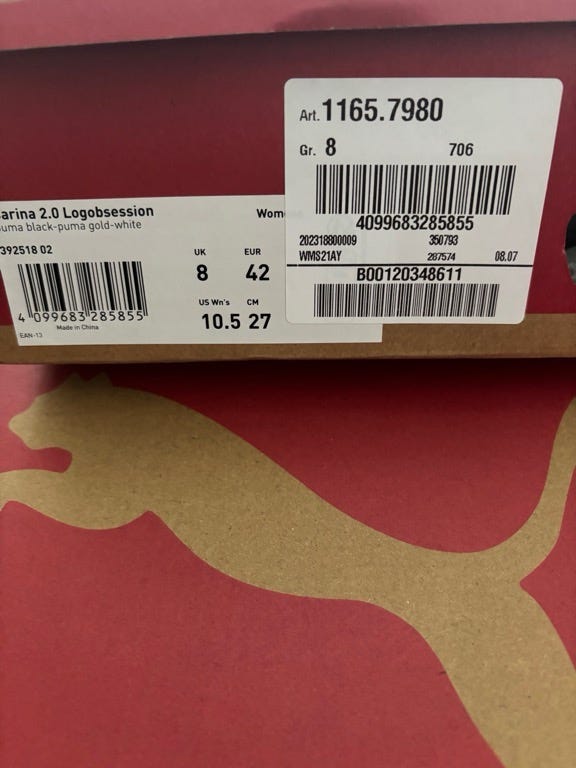 Art. 1165.7980
Gr. 8 706
4099683285855
202318800009 350793
WMS21AY 287574 08.07
B00120348611
arina 2.0 Logobsession
uma black-puma gold-white
392518 02
UK EUR
8 42
US Wn's CM
10.5 27
4 099683 285855
Made in China
EAN-13